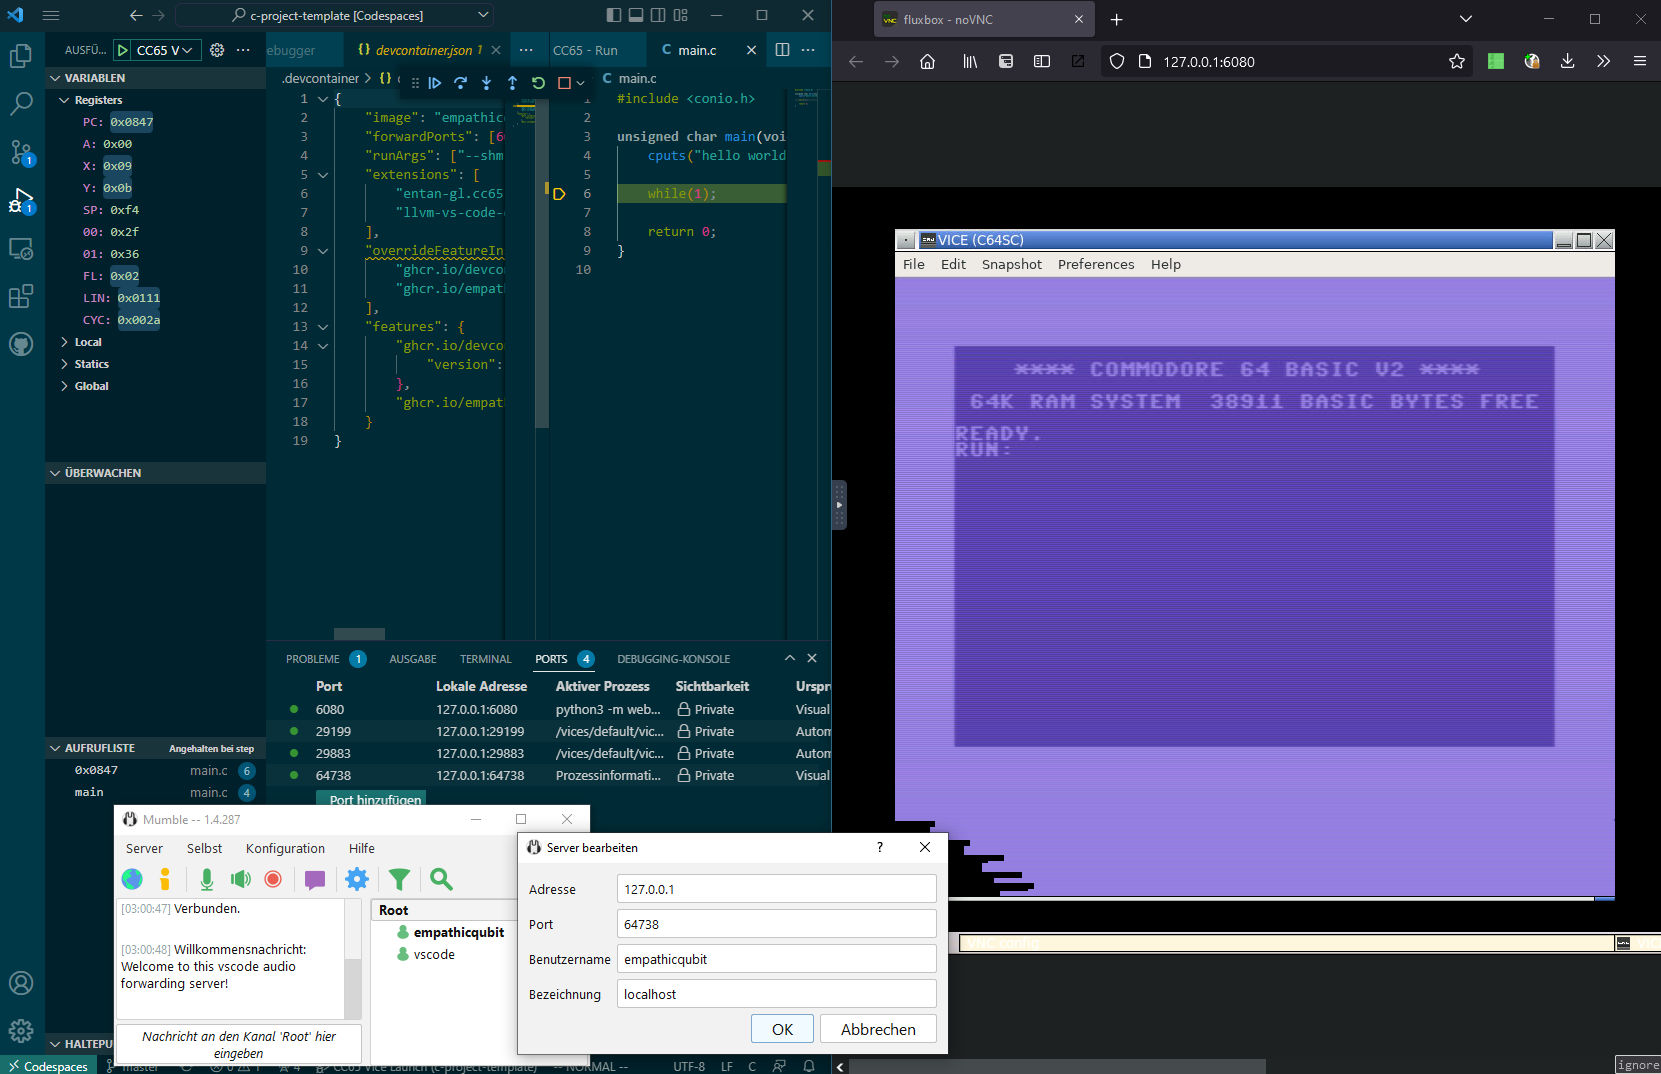 c-project-template [Codespaces]
AUSFÜ...
CC65 V
VARIABLEN
Registers
PC: 0x0847
A: 0x00
X: 0x09
Y: 0x0b
SP: 0xf4
00: 0x2f
01: 0x36
FL: 0x02
LIN: 0x0111
CYC: 0x002a
Local
Statics
Global
ÜBERWACHEN
AUFRUFLISTE
Angehalten bei step
0x0847
main.c 6
main
main.c 4
HALTEPU
1
1
ebugger
devcontainer.json 1
.devcontainer
1 {
2 "image": "empathic
3 "forwardPorts": [6
4 "runArgs": ["--shm
5 "extensions": [
6 "entan-gl.cc65
7 "llvm-vs-code-
8 ],
9 "overrideFeatureIn
10 "ghcr.io/devco
11 "ghcr.io/empat
12 ],
13 "features": {
14 "ghcr.io/devco
15 "version":
16 },
17 "ghcr.io/empat
18 }
19 }
CC65 - Run
main.c
main.c
1 #include <conio.h>
2
3 unsigned char main(voi
4 cputs("hello world
5
6 while(1);
7
8 return 0;
9 }
10
PROBLEME 1
AUSGABE
TERMINAL
PORTS 4
DEBUGGING-KONSOLE
Port Lokale Adresse Aktiver Prozess Sichtbarkeit Urspr
6080 127.0.0.1:6080 python3 -m web... Private Visual
29199 127.0.0.1:29199 /vices/default/vic... Private Autom
29883 127.0.0.1:29883 /vices/default/vic... Private Autom
64738 127.0.0.1:64738 Prozessinformati... Private Visual
Port hinzufügen
Mumble -- 1.4.287
Server Selbst Konfiguration Hilfe
[03:00:47] Verbunden.
[03:00:48] Willkommensnachricht:
Welcome to this vscode audio
forwarding server!
Nachricht an den Kanal 'Root' hier
eingeben
Root
empathicqubit
vscode
Server bearbeiten
?
Adresse 127.0.0.1
Port 64738
Benutzername empathicqubit
Bezeichnung localhost
OK
Abbrechen
Codespaces
master
0 1
4
CC65 Vice Launch (c-project-template)
-- NORMAL --
UTF-8
LF
C
fluxbox - noVNC
127.0.0.1:6080
VICE (C64SC)
File Edit Snapshot Preferences Help
**** COMMODORE 64 BASIC V2 ****
64K RAM SYSTEM 38911 BASIC BYTES FREE
READY.
RUN:
VNC config
ignore